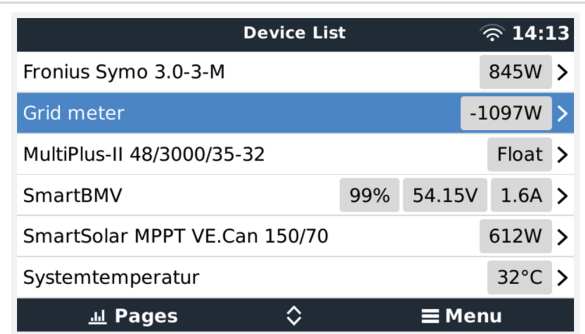 Device List 14:13
Fronius Symo 3.0-3-M 845W
Grid meter -1097W
MultiPlus-II 48/3000/35-32 Float
SmartBMV 99% 54.15V 1.6A
SmartSolar MPPT VE.Can 150/70 612W
Systemtemperatur 32°C
Pages Menu